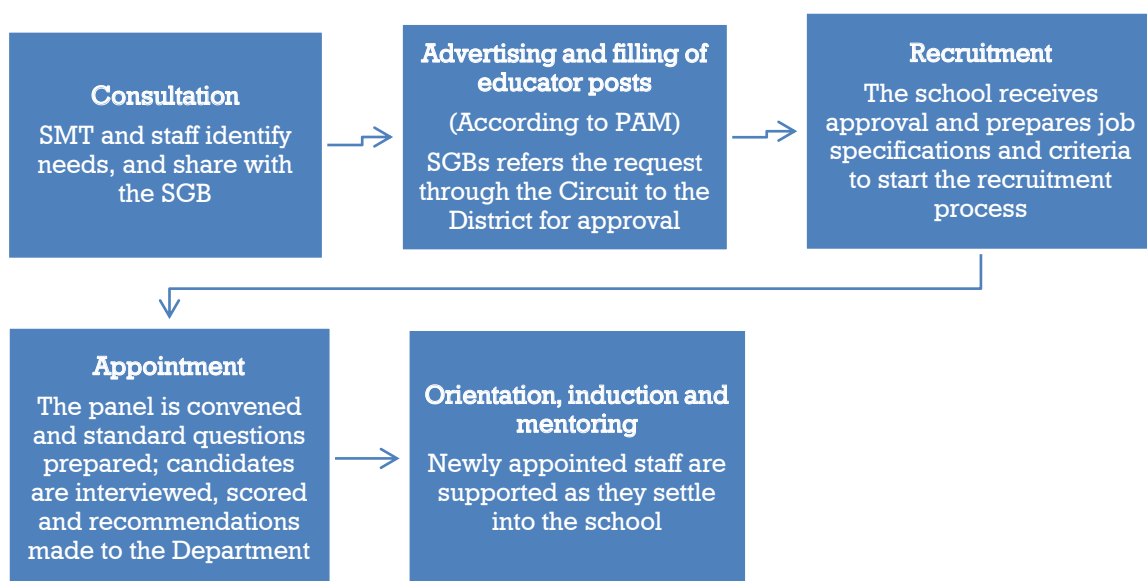 Consultation
SMT and staff identify
needs, and share with
the SGB
Advertising and filling of
educator posts
(According to PAM)
SGBs refers the request
through the Circuit to the
District for approval
Recruitment
The school receives
approval and prepares job
specifications and criteria
to start the recruitment
process
Appointment
The panel is convened
and standard questions
prepared; candidates
are interviewed, scored
and recommendations
made to the Department
Orientation, induction and
mentoring
Newly appointed staff are
supported as they settle
into the school